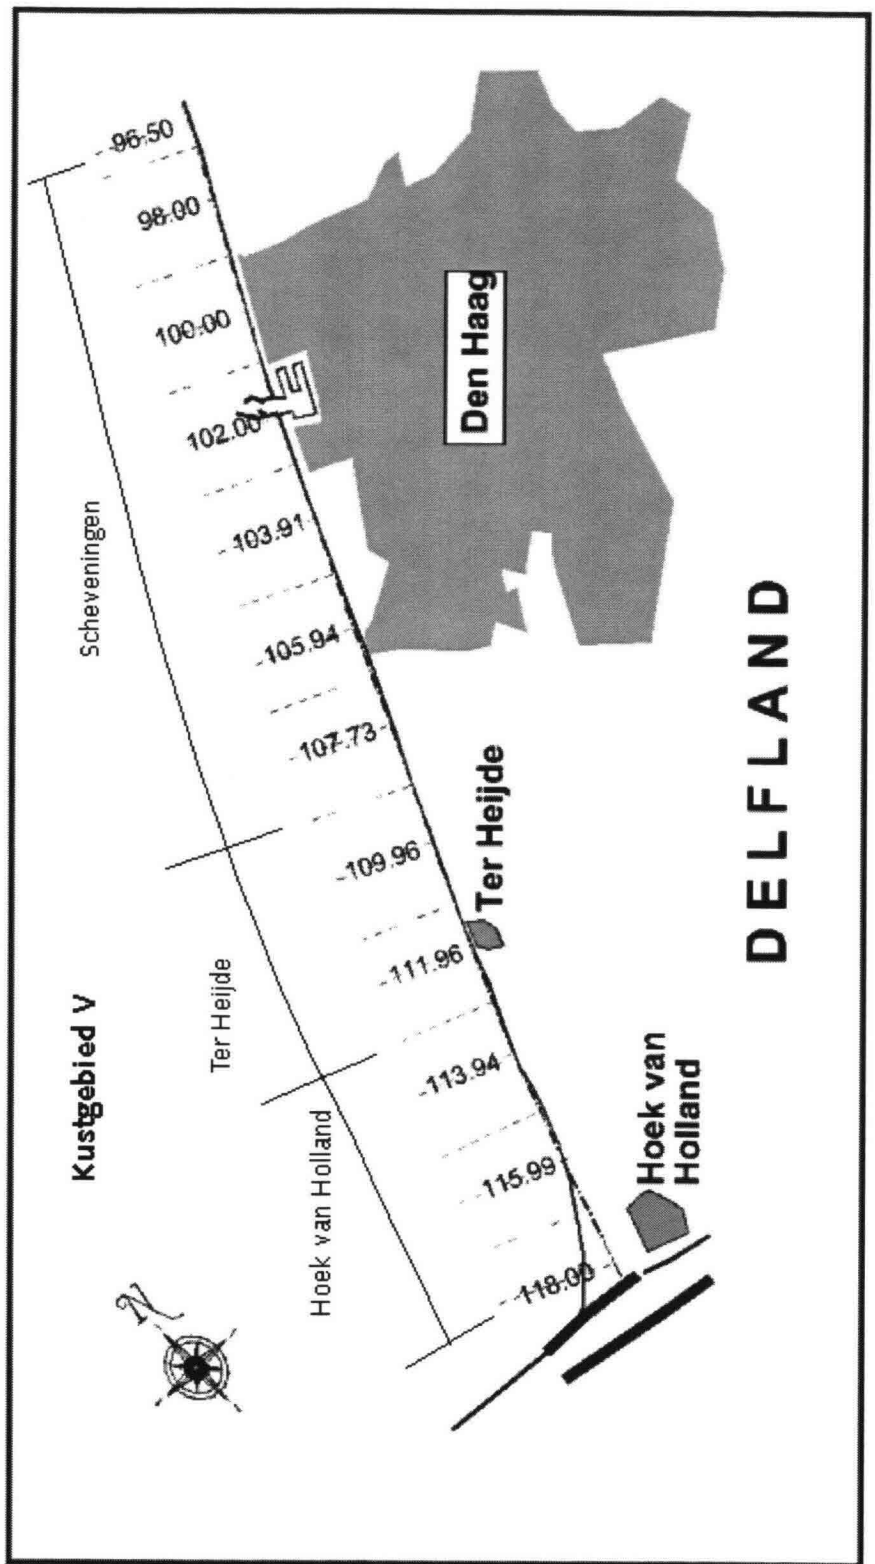 Kustgebied V
Scheveningen
Ter Heijde
Hoek van Holland
96.50
98.00
100.00
102.00
103.91
105.94
107.73
109.96
111.96
113.94
115.99
118.00
Den Haag
Ter Heijde
Hoek van
Holland
DELFLAND
N